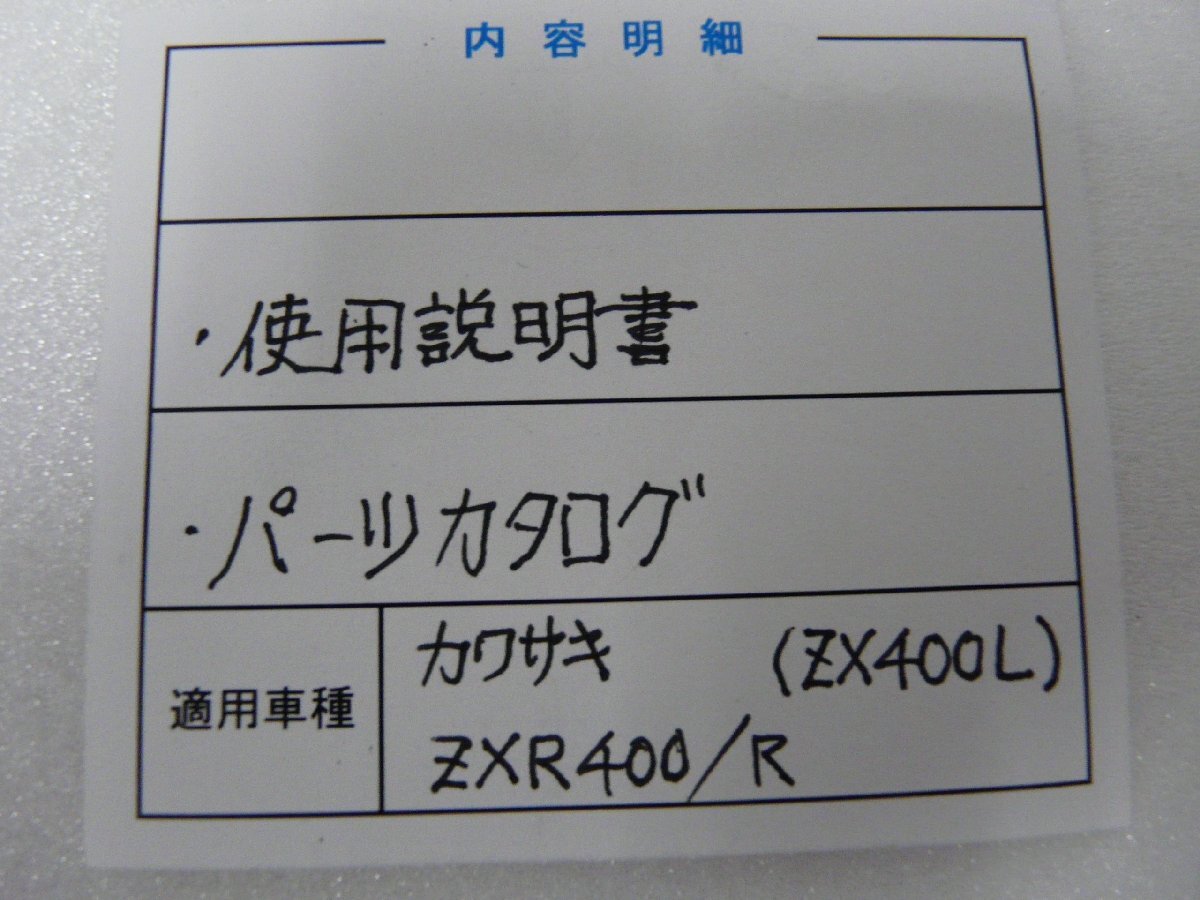 内容明細
・使用説明書
・パーツカタログ
適用車種
カワサキ (ZX400L)
ZXR400/R